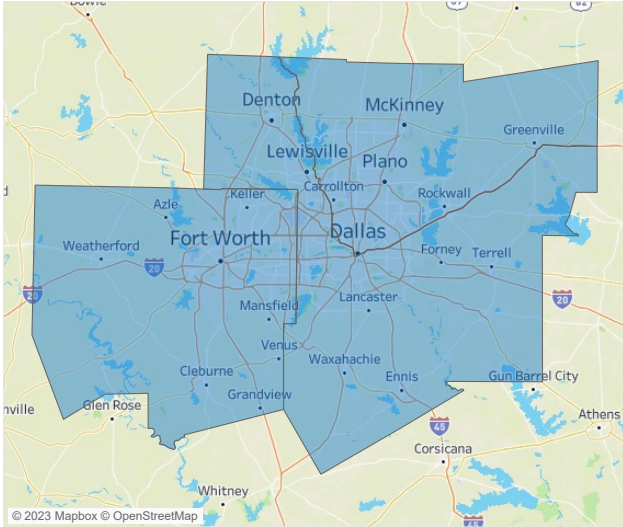 Bowie
82
Denton
McKinney
Greenville
Lewisville
Plano
Carrollton
Keller
Rockwall
Azle
Dallas
Fort Worth
Weatherford
Forney
Terrell
20
20
20
Lancaster
Mansfield
Venus
Waxahachie
Cleburne
Ennis
Gun Barrel City
Grandview
Glen Rose
nville
Athens
45
Corsicana
Whitney
45
© 2023 Mapbox © OpenStreetMap